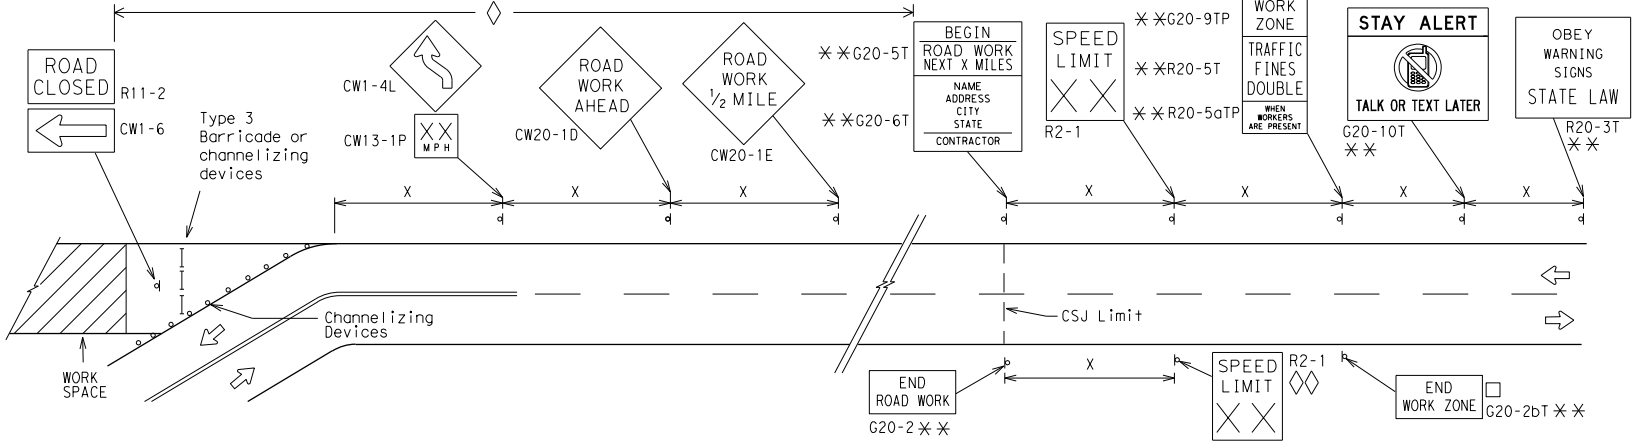 ROAD
CLOSED
R11-2
CW1-6
Type 3
Barricade or
channelizing
devices
CW1-4L
XX
MPH
CW13-1P
ROAD
WORK
AHEAD
CW20-1D
ROAD
WORK
1/2 MILE
CW20-1E
**G20-5T
**G20-6T
BEGIN
ROAD WORK
NEXT X MILES
NAME
ADDRESS
CITY
STATE
CONTRACTOR
SPEED
LIMIT
XX
R2-1
**G20-9TP
**R20-5T
**R20-5aTP
WORK
ZONE
TRAFFIC
FINES
DOUBLE
WHEN
WORKERS
ARE PRESENT
STAY ALERT
TALK OR TEXT LATER
G20-10T
**
OBEY
WARNING
SIGNS
STATE LAW
R20-3T
**
X
X
X
X
X
X
X
Channelizing
Devices
CSJ Limit
WORK
SPACE
END
ROAD WORK
G20-2 **
X
SPEED
LIMIT
XX
R2-1
END
WORK ZONE
G20-2bT **